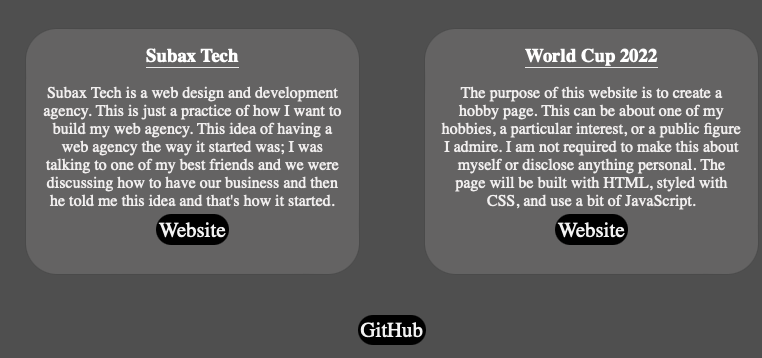 Subax Tech
Subax Tech is a web design and development
agency. This is just a practice of how I want to
build my web agency. This idea of having a
web agency the way it started was; I was
talking to one of my best friends and we were
discussing how to have our business and then
he told me this idea and that's how it started.
Website
World Cup 2022
The purpose of this website is to create a
hobby page. This can be about one of my
hobbies, a particular interest, or a public figure
I admire. I am not required to make this about
myself or disclose anything personal. The
page will be built with HTML, styled with
CSS, and use a bit of JavaScript.
Website
GitHub